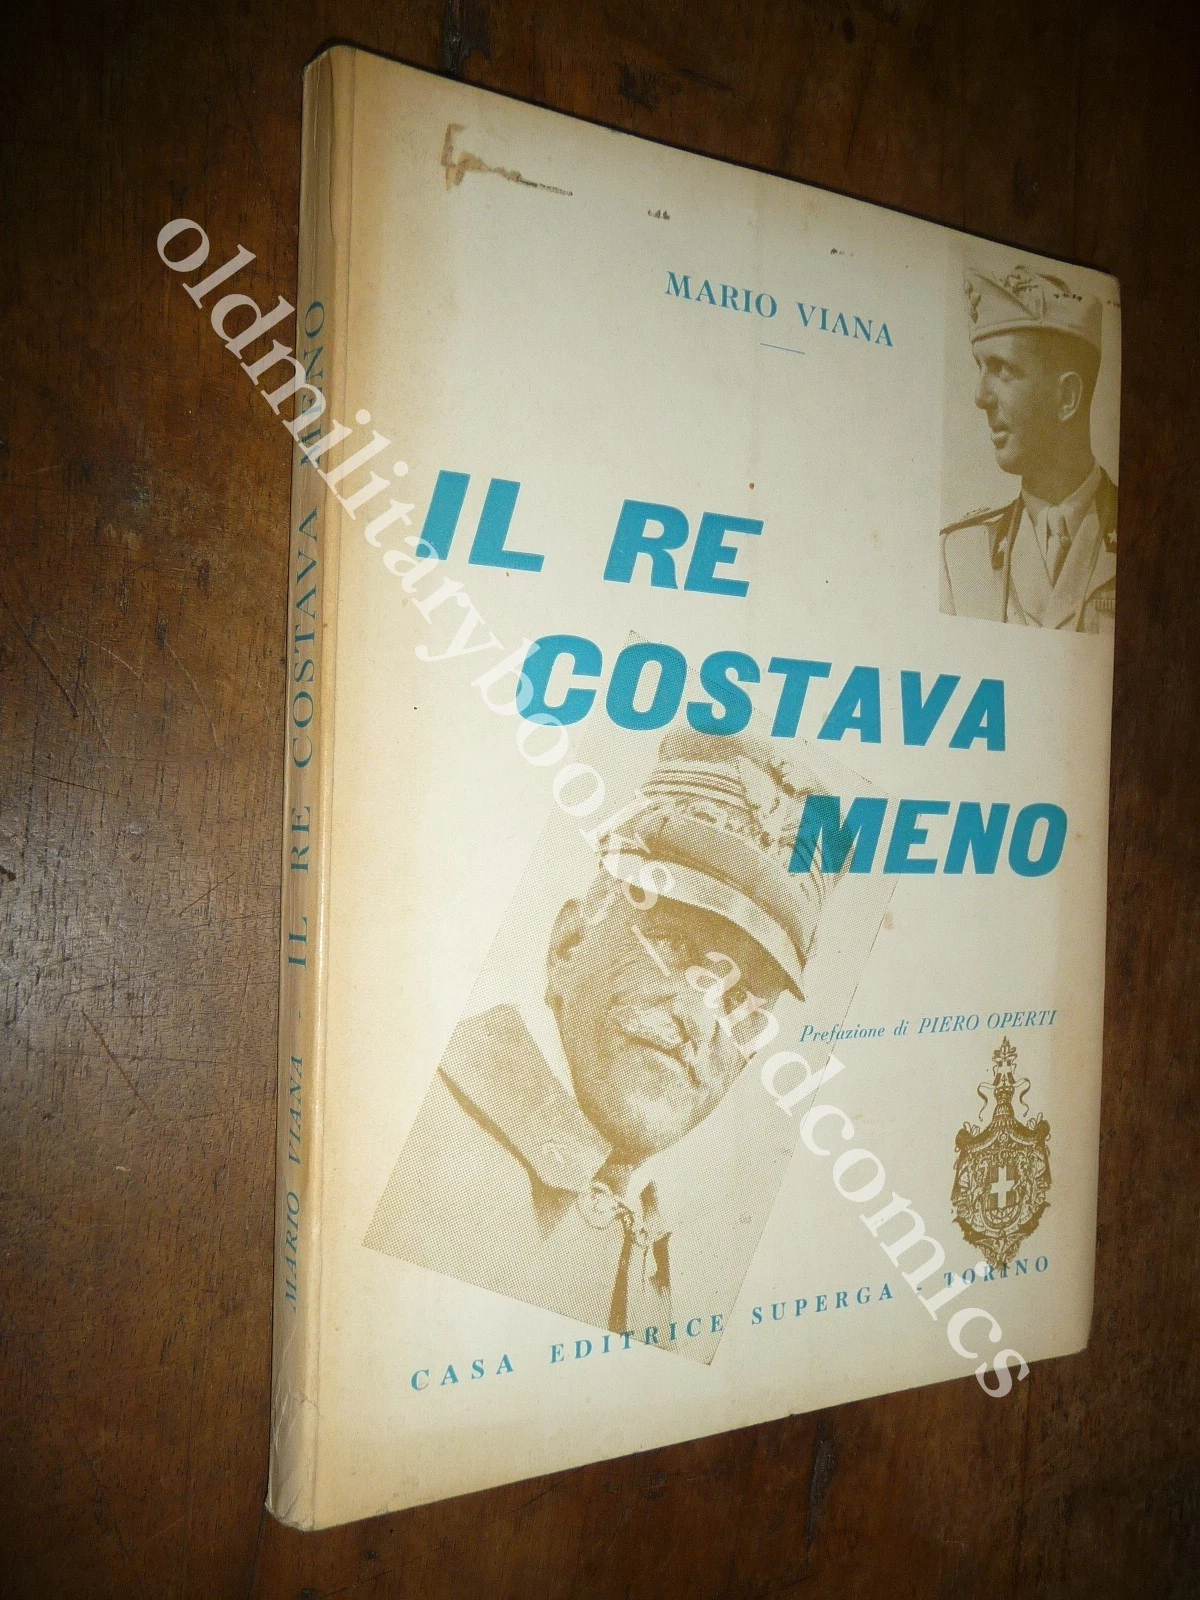 MARIO VIANA
IL RE
COSTAVA
MENO
Prefazione di PIERO OPERTI
CASA EDITRICE SUPERGA - TORINO
MARIO VIANA - IL RE COSTAVA MENO
oldmilitarybooks_andcomics